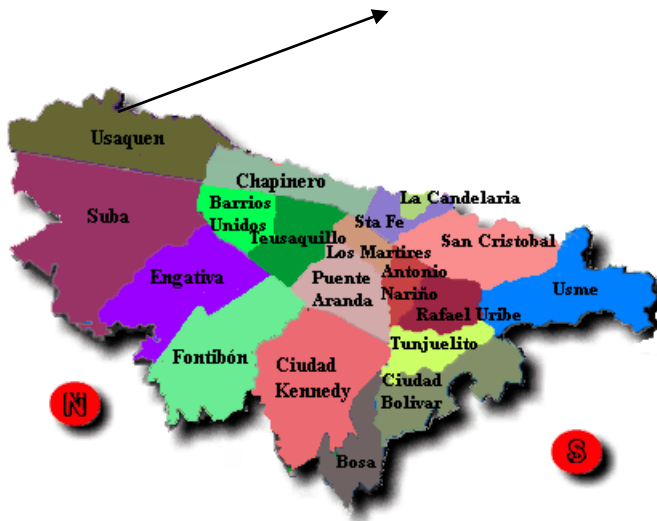 Usaquen
Chapinero
La Candelaria
Barrios
Unidos
Suba
Sta Fe
Teusaquillo
San Cristobal
Los Martires
Engativa
Puente
Aranda
Antonio
Nariño
Usme
Rafael Uribe
Tunjuelito
Fontibón
Ciudad
Kennedy
Ciudad
Bolivar
N
S
Bosa